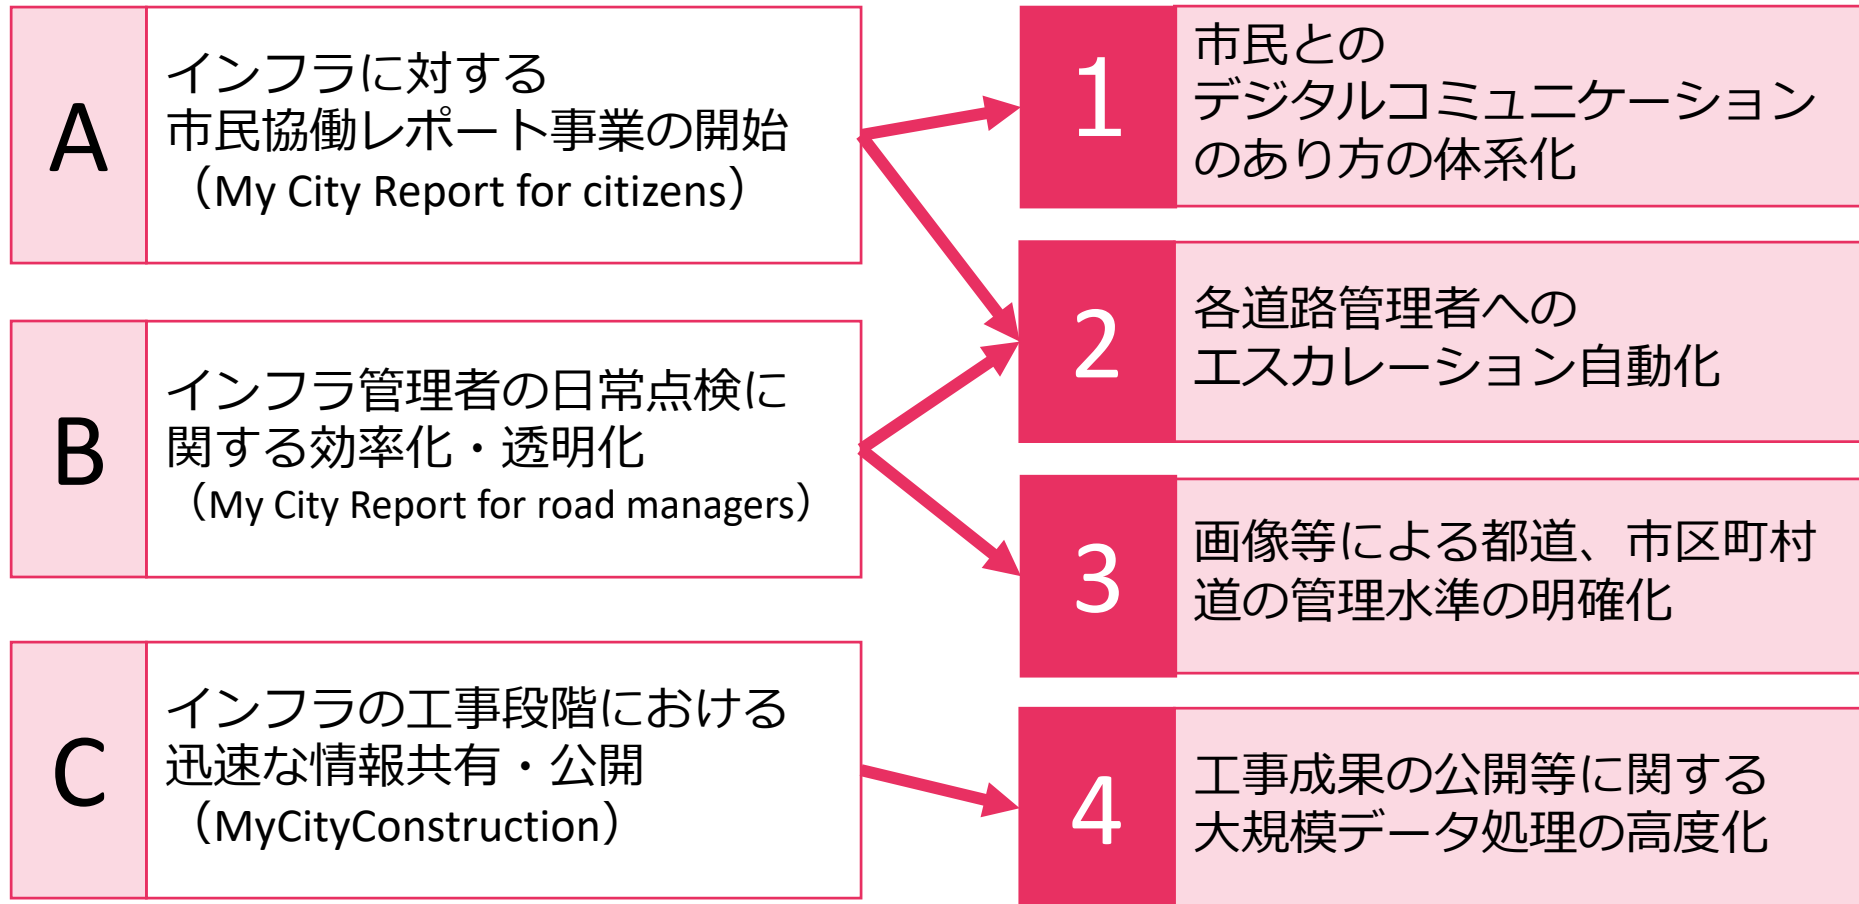 A
インフラに対する
市民協働レポート事業の開始
（My City Report for citizens）
B
インフラ管理者の日常点検に
関する効率化・透明化
（My City Report for road managers）
C
インフラの工事段階における
迅速な情報共有・公開
（MyCityConstruction）
1
市民との
デジタルコミュニケーション
のあり方の体系化
2
各道路管理者への
エスカレーション自動化
3
画像等による都道、市区町村
道の管理水準の明確化
4
工事成果の公開等に関する
大規模データ処理の高度化